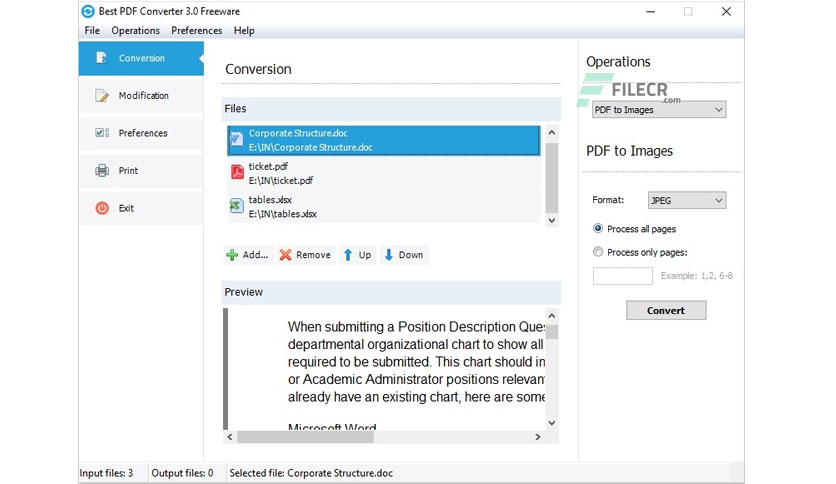 Best PDF Converter 3.0 Freeware
File Operations Preferences Help
Conversion
Modification
Preferences
Print
Exit
Conversion
Files
Corporate Structure.doc
E:\IN\Corporate Structure.doc
ticket.pdf
E:\IN\ticket.pdf
tables.xlsx
E:\IN\tables.xlsx
Add... Remove Up Down
Preview
When submitting a Position Description Ques
departmental organizational chart to show all
required to be submitted. This chart should in
or Academic Administrator positions relevan
already have an existing chart, here are some
Microsoft Word
Operations
FILECR
.com
PDF to Images
PDF to Images
Format: JPEG
Process all pages
Process only pages:
Example: 1,2, 6-8
Convert
Input files: 3 Output files: 0 Selected file: Corporate Structure.doc